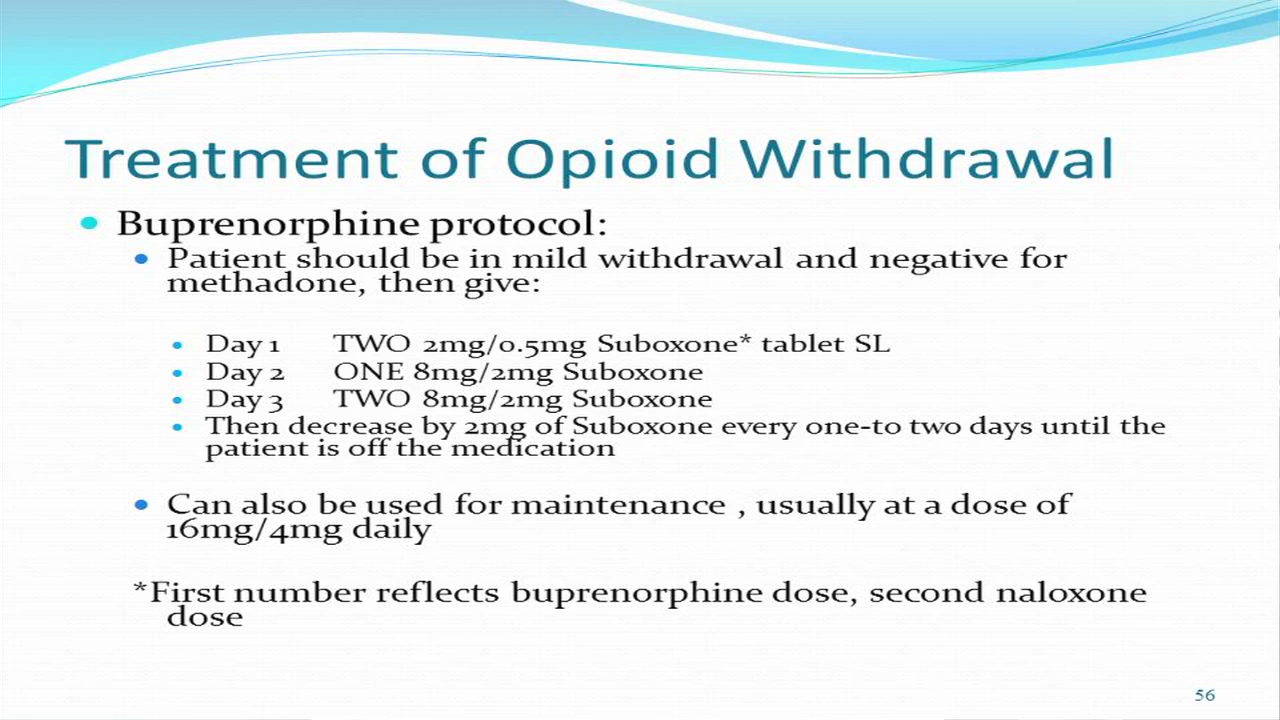 Treatment of Opioid Withdrawal
• Buprenorphine protocol:
• Patient should be in mild withdrawal and negative for
methadone, then give:
• Day 1 TWO 2mg/0.5mg Suboxone* tablet SL
• Day 2 ONE 8mg/2mg Suboxone
• Day 3 TWO 8mg/2mg Suboxone
• Then decrease by 2mg of Suboxone every one-to two days until the
patient is off the medication
• Can also be used for maintenance , usually at a dose of
16mg/4mg daily
*First number reflects buprenorphine dose, second naloxone
dose
56